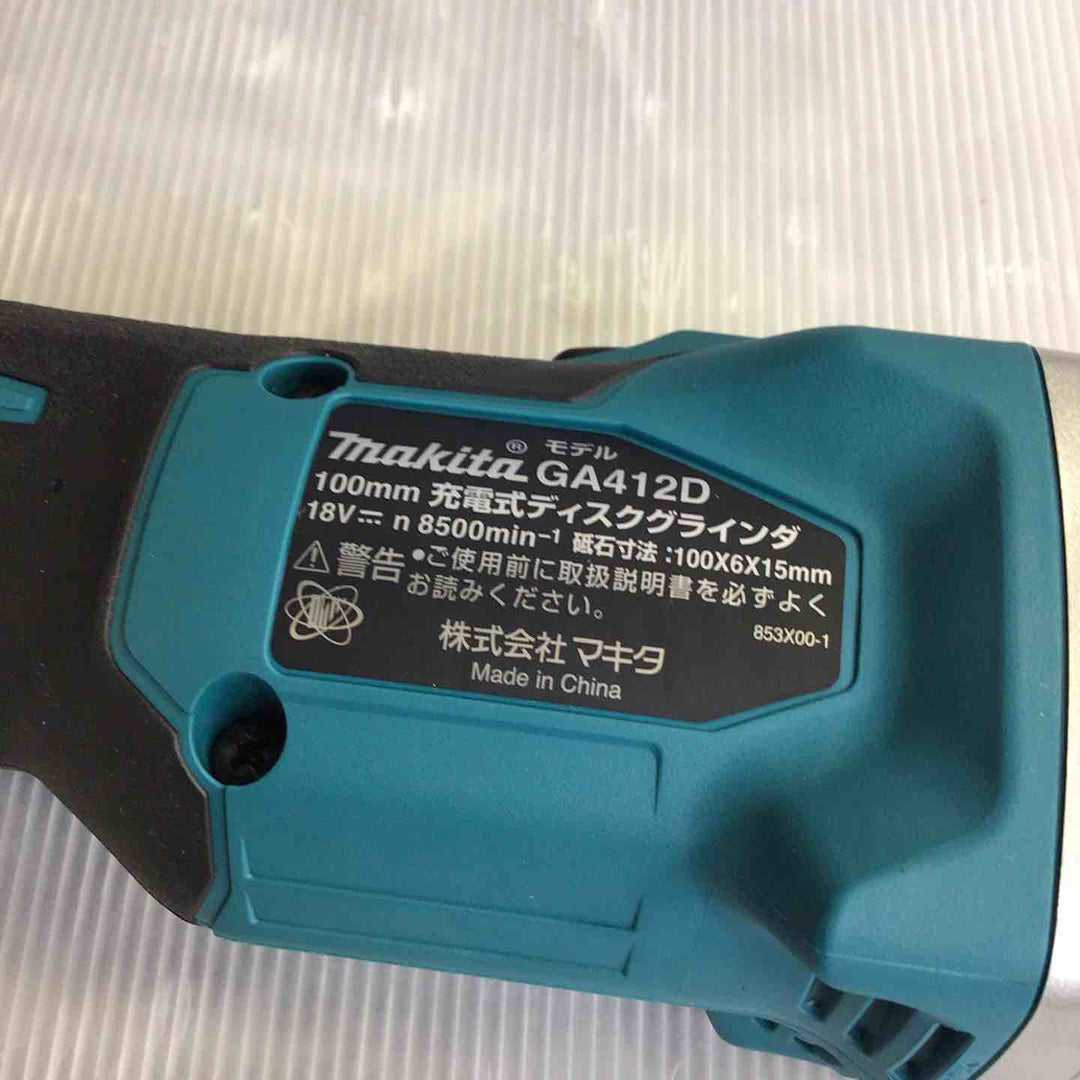 makita® モデル GA412D
100mm 充電式ディスクグラインダ
18V⎓ n 8500min⁻¹ 砥石寸法：100X6X15mm
⚠警告 •ご使用前に取扱説明書を必ずよく
お読みください。
853X00-1
株式会社 マキタ
Made in China